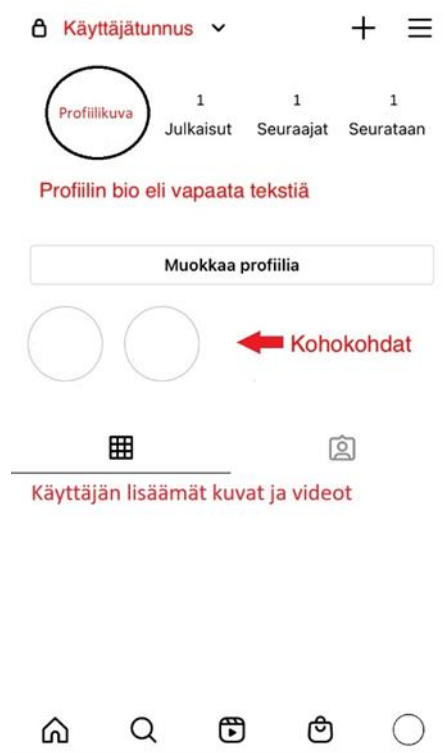 Käyttäjätunnus
Profiilikuva
1 1 1
Julkaisut Seuraajat Seurataan
Profiilin bio eli vapaata tekstiä
Muokkaa profiilia
Kohokohdat
Käyttäjän lisäämät kuvat ja videot